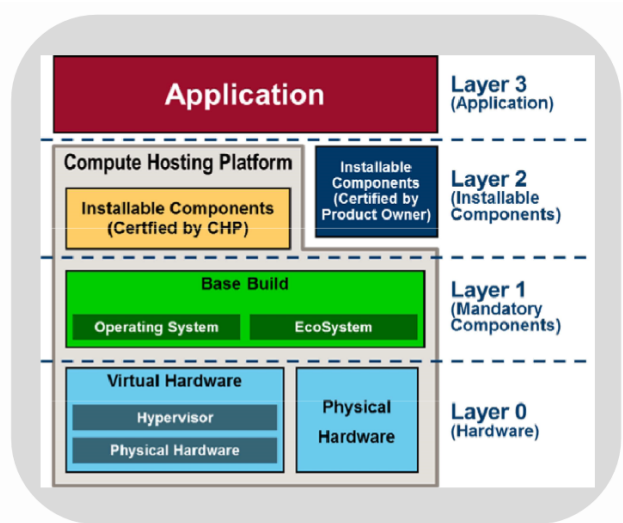 Application
Layer 3
(Application)
Compute Hosting Platform
Installable Components
(Certfied by CHP)
Installable
Components
(Certified by
Product Owner)
Layer 2
(Installable
Components)
Base Build
Operating System
EcoSystem
Layer 1
(Mandatory
Components)
Virtual Hardware
Hypervisor
Physical Hardware
Physical
Hardware
Layer 0
(Hardware)